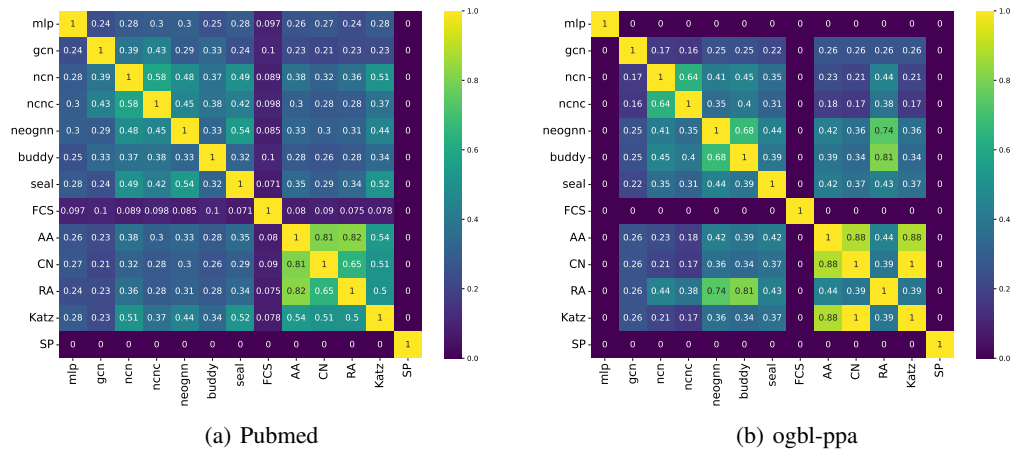 mlp 1 0.24 0.28 0.3 0.3 0.25 0.28 0.097 0.26 0.27 0.24 0.28 0
gcn 0.24 1 0.39 0.43 0.29 0.33 0.24 0.1 0.23 0.21 0.23 0.23 0
ncn 0.28 0.39 1 0.58 0.48 0.37 0.49 0.089 0.38 0.32 0.36 0.51 0
ncnc 0.3 0.43 0.58 1 0.45 0.38 0.42 0.098 0.3 0.28 0.28 0.37 0
neognn 0.3 0.29 0.48 0.45 1 0.33 0.54 0.085 0.33 0.3 0.31 0.44 0
buddy 0.25 0.33 0.37 0.38 0.33 1 0.32 0.1 0.28 0.26 0.28 0.34 0
seal 0.28 0.24 0.49 0.42 0.54 0.32 1 0.071 0.35 0.29 0.34 0.52 0
FCS 0.097 0.1 0.089 0.098 0.085 0.1 0.071 1 0.08 0.09 0.075 0.078 0
AA 0.26 0.23 0.38 0.3 0.33 0.28 0.35 0.08 1 0.81 0.82 0.54 0
CN 0.27 0.21 0.32 0.28 0.3 0.26 0.29 0.09 0.81 1 0.65 0.51 0
RA 0.24 0.23 0.36 0.28 0.31 0.28 0.34 0.075 0.82 0.65 1 0.5 0
Katz 0.28 0.23 0.51 0.37 0.44 0.34 0.52 0.078 0.54 0.51 0.5 1 0
SP 0 0 0 0 0 0 0 0 0 0 0 0 1
mlp gcn ncn ncnc neognn buddy seal FCS AA CN RA Katz SP
1.0
0.8
0.6
0.4
0.2
0.0
(a) Pubmed
mlp 1 0 0 0 0 0 0 0 0 0 0 0 0
gcn 0 1 0.17 0.16 0.25 0.25 0.22 0 0.26 0.26 0.26 0.26 0
ncn 0 0.17 1 0.64 0.41 0.45 0.35 0 0.23 0.21 0.44 0.21 0
ncnc 0 0.16 0.64 1 0.35 0.4 0.31 0 0.18 0.17 0.38 0.17 0
neognn 0 0.25 0.41 0.35 1 0.68 0.44 0 0.42 0.36 0.74 0.36 0
buddy 0 0.25 0.45 0.4 0.68 1 0.39 0 0.39 0.34 0.81 0.34 0
seal 0 0.22 0.35 0.31 0.44 0.39 1 0 0.42 0.37 0.43 0.37 0
FCS 0 0 0 0 0 0 0 1 0 0 0 0 0
AA 0 0.26 0.23 0.18 0.42 0.39 0.42 0 1 0.88 0.44 0.88 0
CN 0 0.26 0.21 0.17 0.36 0.34 0.37 0 0.88 1 0.39 1 0
RA 0 0.26 0.44 0.38 0.74 0.81 0.43 0 0.44 0.39 1 0.39 0
Katz 0 0.26 0.21 0.17 0.36 0.34 0.37 0 0.88 1 0.39 1 0
SP 0 0 0 0 0 0 0 0 0 0 0 0 1
mlp gcn ncn ncnc neognn buddy seal FCS AA CN RA Katz SP
1.0
0.8
0.6
0.4
0.2
0.0
(b) ogbl-ppa